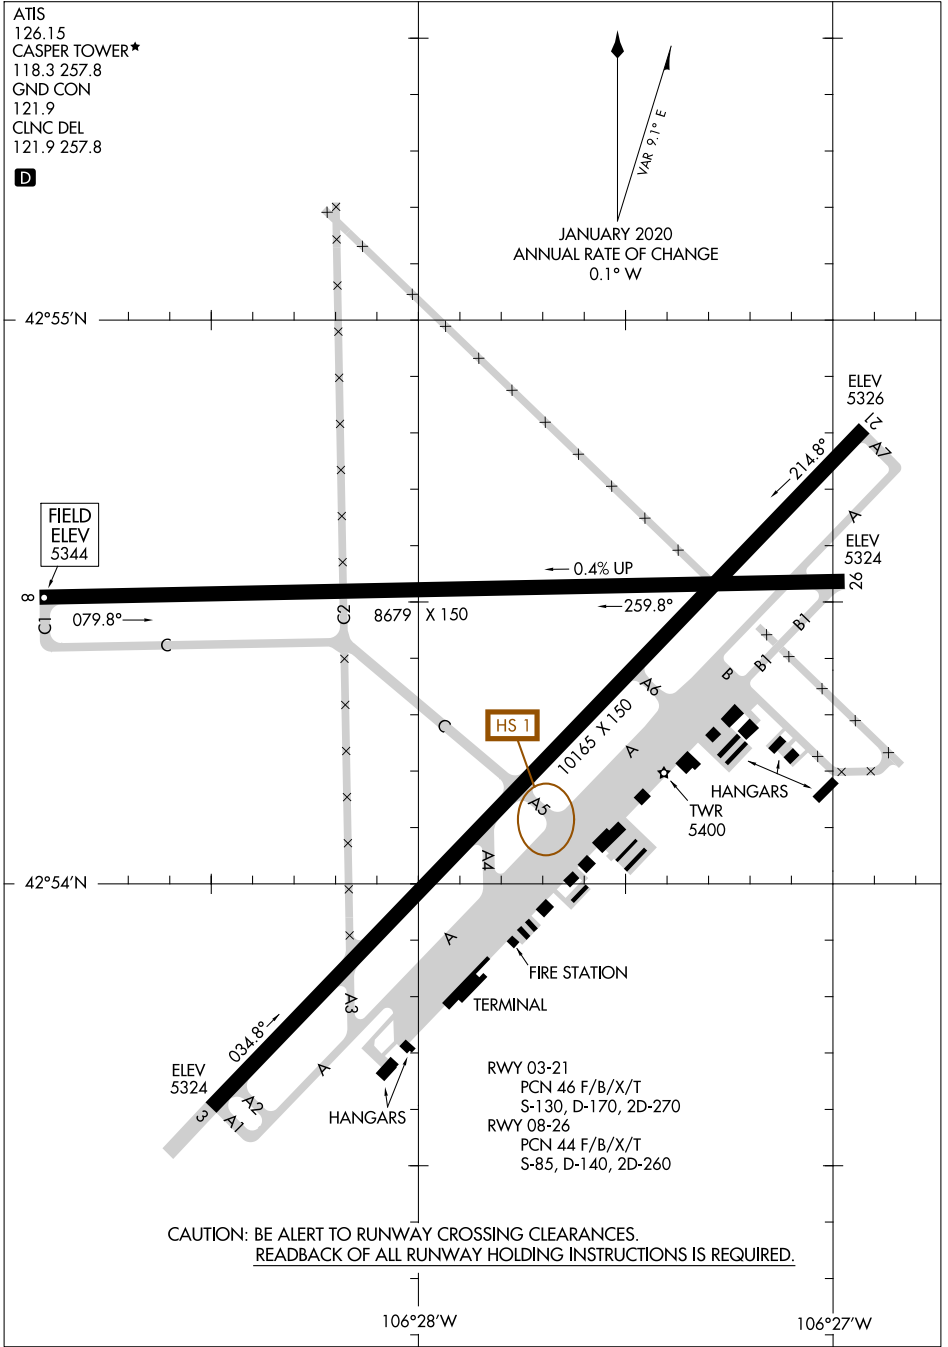 ATIS
126.15
CASPER TOWER★
118.3 257.8
GND CON
121.9
CLNC DEL
121.9 257.8
D
VAR 9.1° E
JANUARY 2020
ANNUAL RATE OF CHANGE
0.1° W
42°55'N
ELEV
5326
21
A7
214.8°
A
FIELD
ELEV
5344
ELEV
5324
0.4% UP
26
8
259.8°
079.8°
8679 X 150
C1
C2
C
B1
B1
B
A6
C
HS 1
10165 X 150
A
A5
HANGARS
TWR
5400
A4
42°54'N
A
FIRE STATION
TERMINAL
A3
034.8°
A
ELEV
5324
3
A2
A1
HANGARS
RWY 03-21
PCN 46 F/B/X/T
S-130, D-170, 2D-270
RWY 08-26
PCN 44 F/B/X/T
S-85, D-140, 2D-260
CAUTION: BE ALERT TO RUNWAY CROSSING CLEARANCES.
READBACK OF ALL RUNWAY HOLDING INSTRUCTIONS IS REQUIRED.
106°28'W
106°27'W